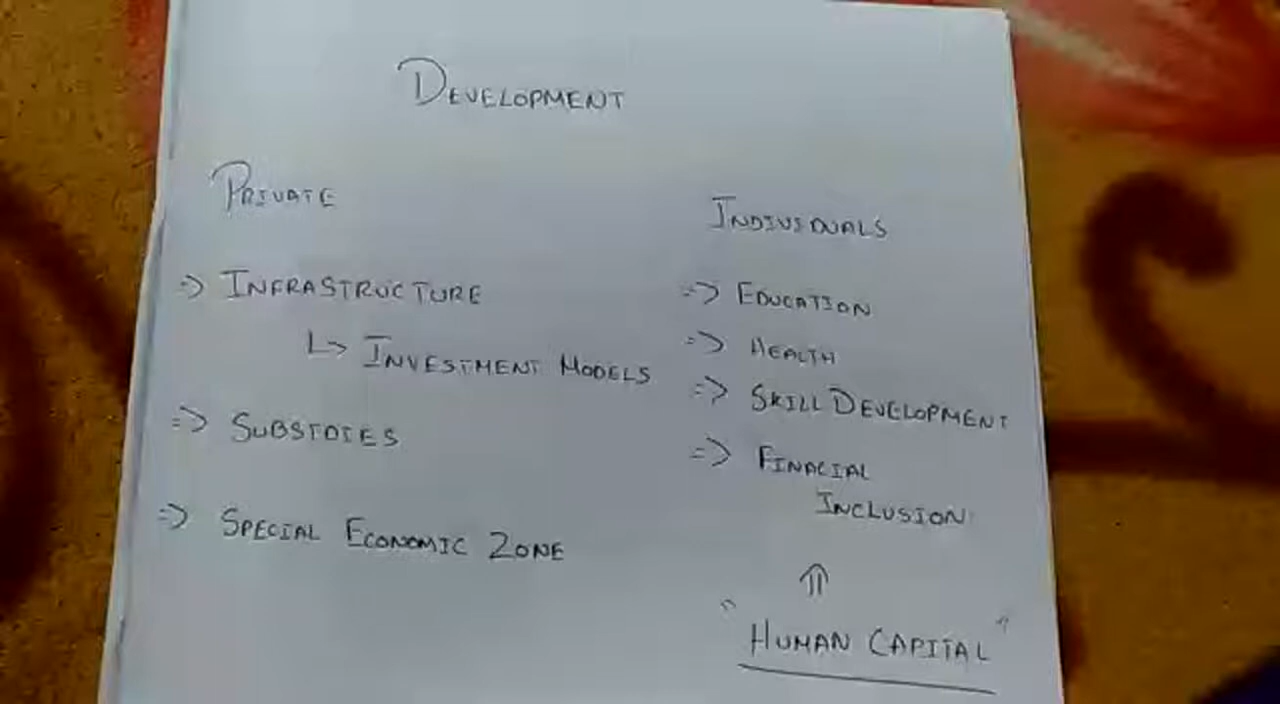 DEVELOPMENT
PRIVATE
=> INFRASTRUCTURE
↳ INVESTMENT MODELS
=> SUBSIDIES
=> SPECIAL ECONOMIC ZONE
INDIVIDUALS
=> EDUCATION
=> HEALTH
=> SKILL DEVELOPMENT
=> FINACIAL
INCLUSION
⇑
"HUMAN CAPITAL"